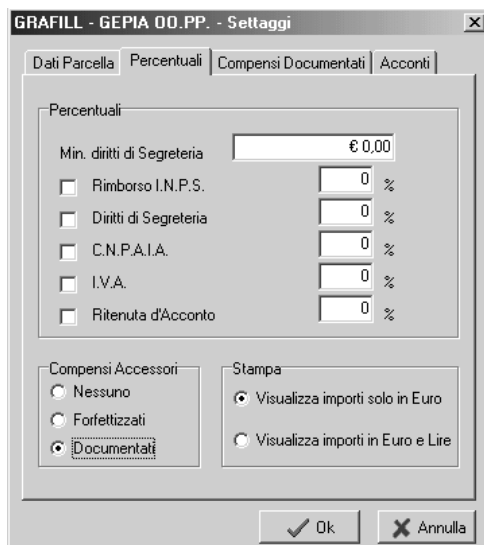 GRAFILL - GEPIA OO.PP. - Settaggi
Dati Parcella Percentuali Compensi Documentati Acconti
Percentuali
Min. diritti di Segreteria € 0,00
Rimborso I.N.P.S. 0 %
Diritti di Segreteria 0 %
C.N.P.A.I.A. 0 %
I.V.A. 0 %
Ritenuta d'Acconto 0 %
Compensi Accessori
Nessuno
Forfettizzati
Documentati
Stampa
Visualizza importi solo in Euro
Visualizza importi in Euro e Lire
Ok Annulla